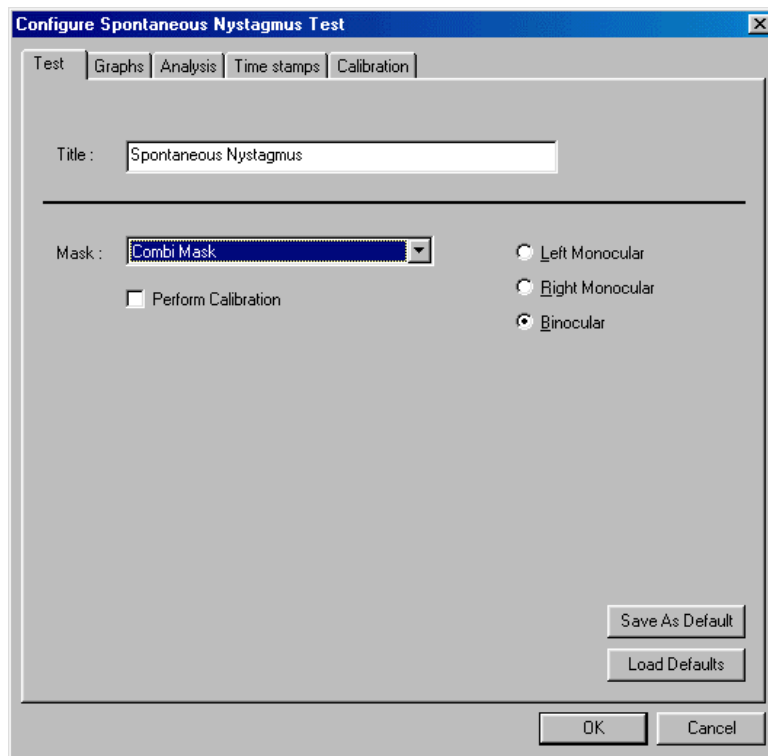 Configure Spontaneous Nystagmus Test
Test Graphs Analysis Time stamps Calibration
Title : Spontaneous Nystagmus
Mask : Combi Mask
Left Monocular
Perform Calibration
Right Monocular
Binocular
Save As Default
Load Defaults
OK Cancel